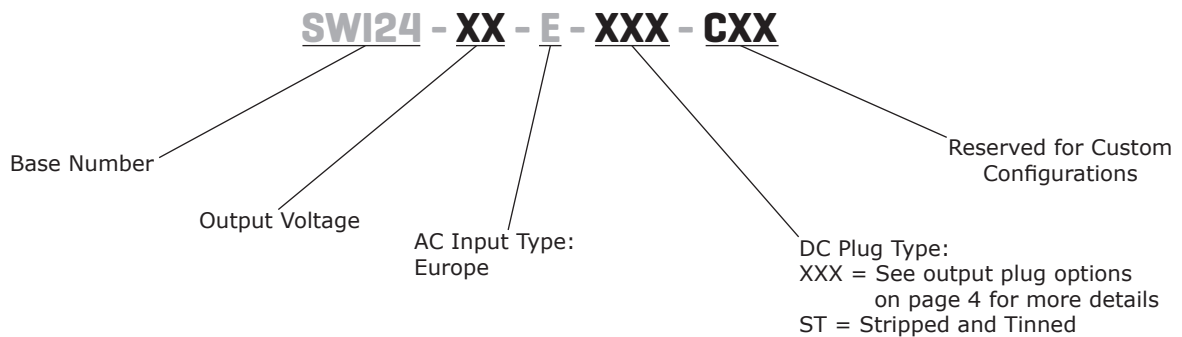 SWI24 - XX - E - XXX - CXX
Base Number
Output Voltage
AC Input Type:
Europe
DC Plug Type:
XXX = See output plug options
on page 4 for more details
ST = Stripped and Tinned
Reserved for Custom
Configurations